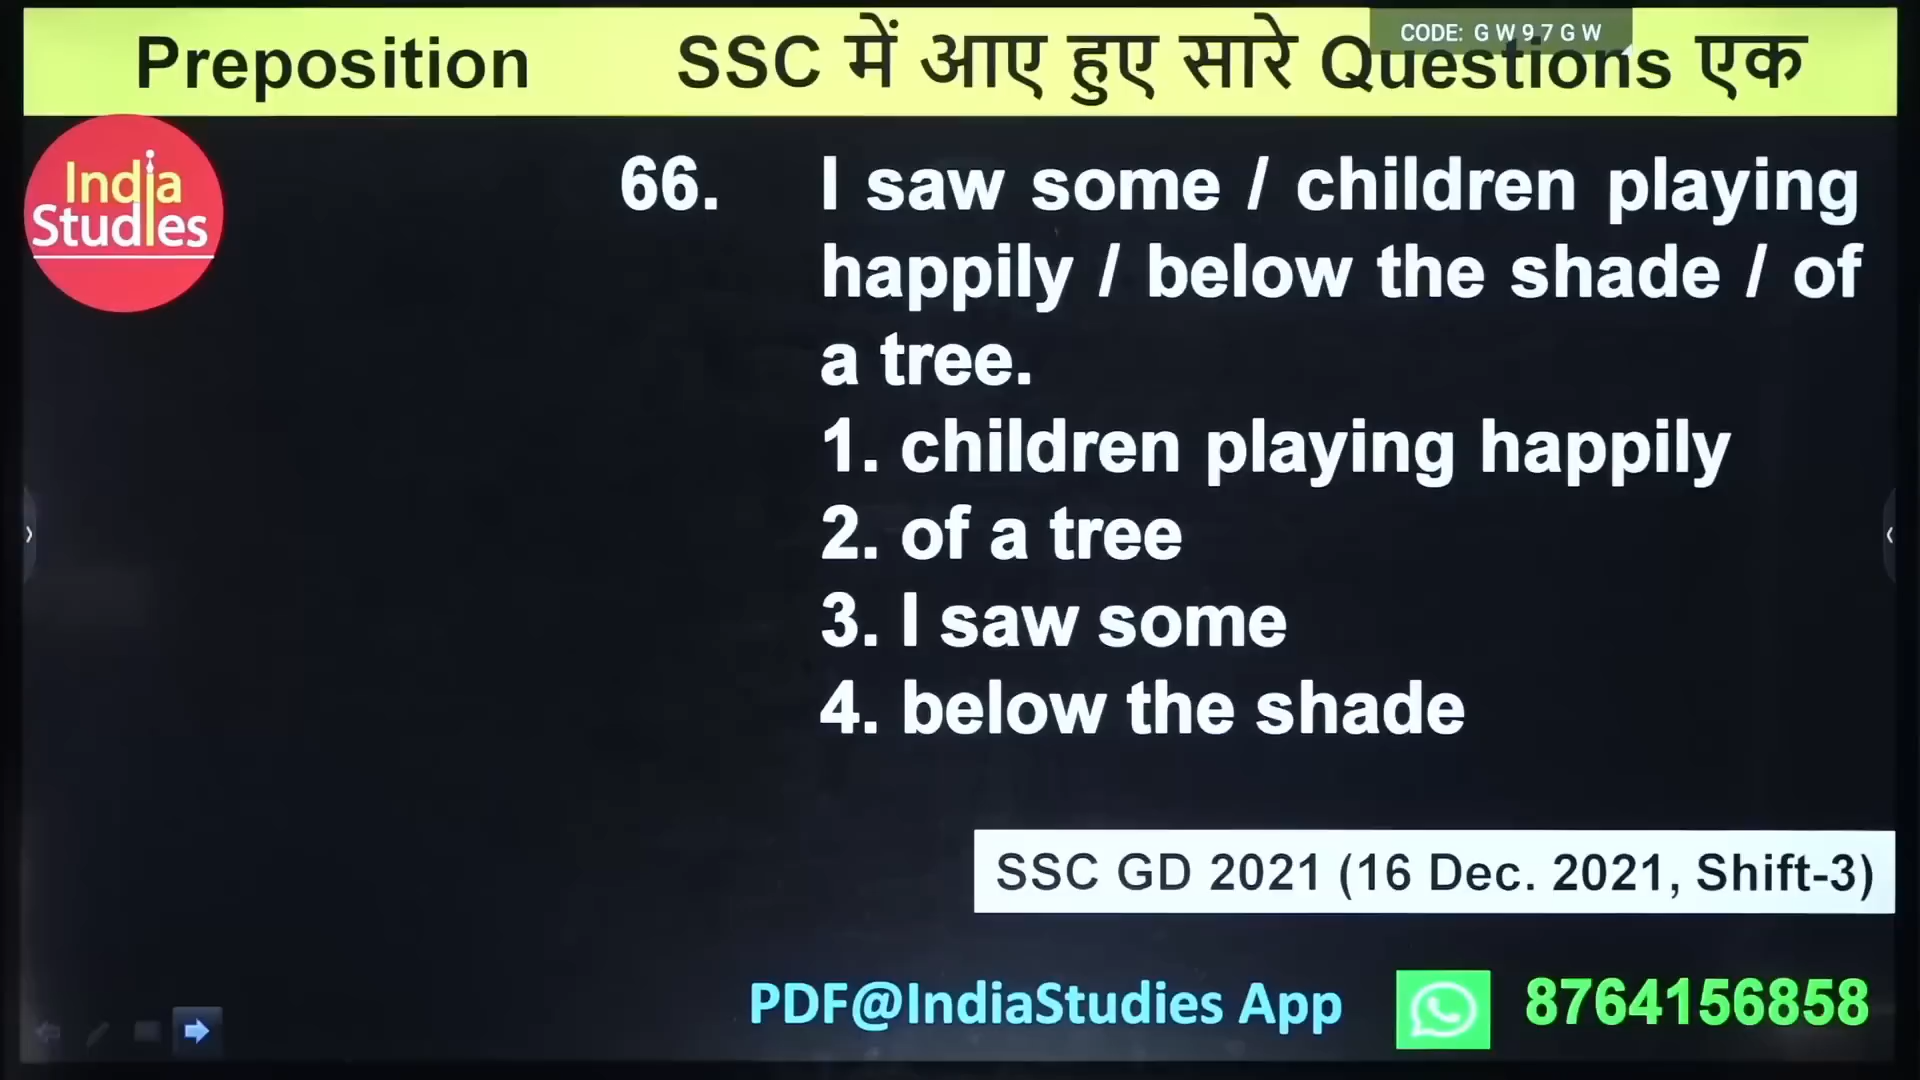 Preposition SSC में आए हुए सारे Questions एक
CODE: G W 9 7 G W
India
Studies
66. I saw some / children playing
happily / below the shade / of
a tree.
1. children playing happily
2. of a tree
3. I saw some
4. below the shade
SSC GD 2021 (16 Dec. 2021, Shift-3)
PDF@IndiaStudies App 8764156858